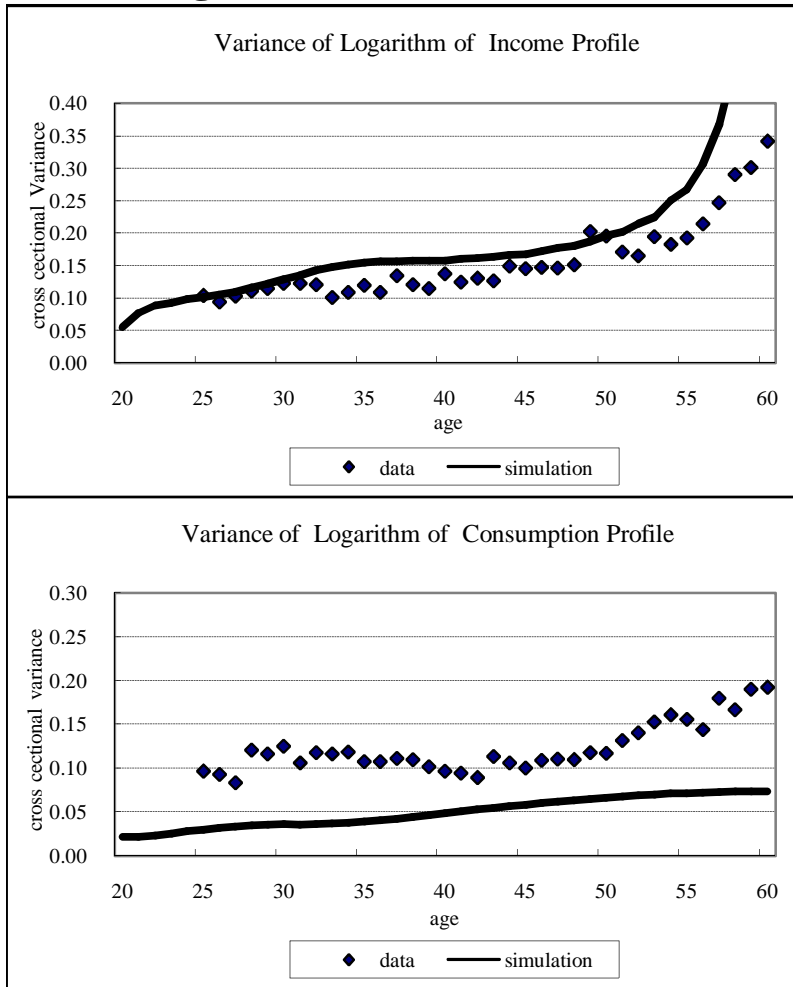 Variance of Logarithm of Income Profile
0.40
0.35
0.30
0.25
0.20
0.15
0.10
0.05
0.00
cross cectional Variance
20 25 30 35 40 45 50 55 60
age
data simulation
Variance of Logarithm of Consumption Profile
0.30
0.25
0.20
0.15
0.10
0.05
0.00
cross cectional variance
20 25 30 35 40 45 50 55 60
age
data simulation